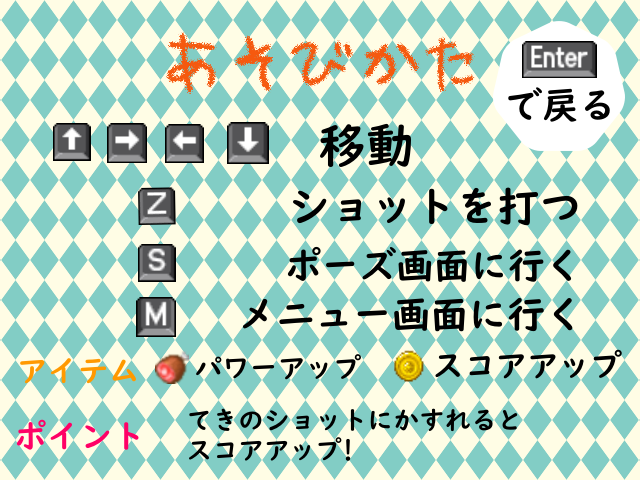 あそびかた
Enter
で戻る
↑ → ← ↓ 移動
Z ショットを打つ
S ポーズ画面に行く
M メニュー画面に行く
アイテム パワーアップ スコアアップ
ポイント てきのショットにかすれると
スコアアップ!